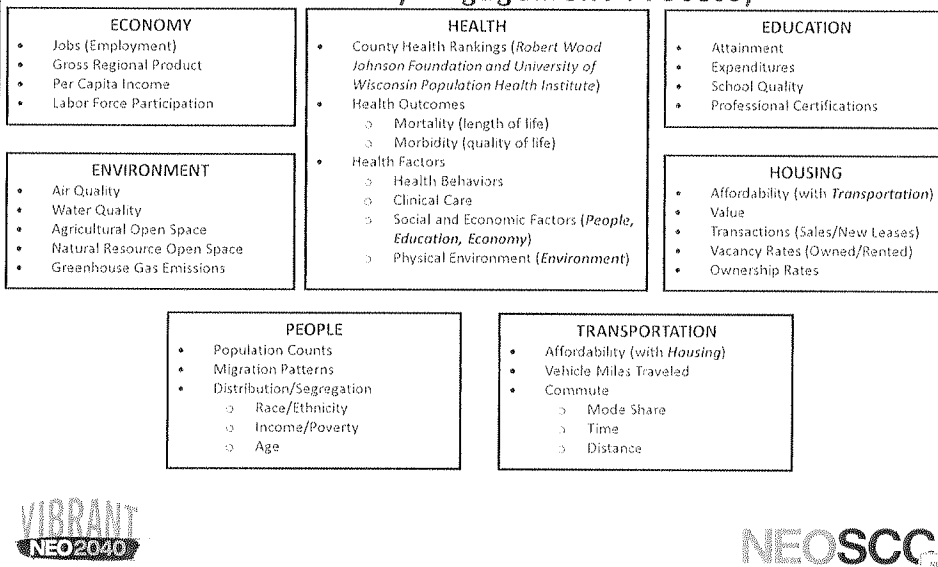 ECONOMY
• Jobs (Employment)
• Gross Regional Product
• Per Capita Income
• Labor Force Participation
HEALTH
• County Health Rankings (Robert Wood
Johnson Foundation and University of
Wisconsin Population Health Institute)
• Health Outcomes
○ Mortality (length of life)
○ Morbidity (quality of life)
• Health Factors
○ Health Behaviors
○ Clinical Care
○ Social and Economic Factors (People,
Education, Economy)
○ Physical Environment (Environment)
EDUCATION
• Attainment
• Expenditures
• School Quality
• Professional Certifications
ENVIRONMENT
• Air Quality
• Water Quality
• Agricultural Open Space
• Natural Resource Open Space
• Greenhouse Gas Emissions
HOUSING
• Affordability (with Transportation)
• Value
• Transactions (Sales/New Leases)
• Vacancy Rates (Owned/Rented)
• Ownership Rates
PEOPLE
• Population Counts
• Migration Patterns
• Distribution/Segregation
○ Race/Ethnicity
○ Income/Poverty
○ Age
TRANSPORTATION
• Affordability (with Housing)
• Vehicle Miles Traveled
• Commute
○ Mode Share
○ Time
○ Distance
VIBRANT
NEO2040
NEOSCC